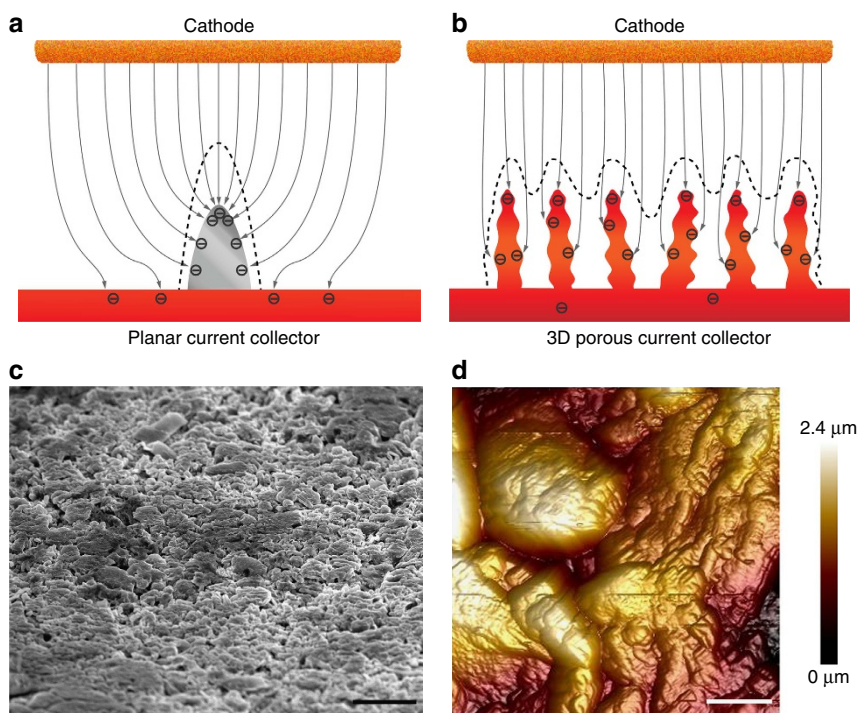 a
b
Cathode
Cathode
Planar current collector
3D porous current collector
c
d
2.4 μm
0 μm